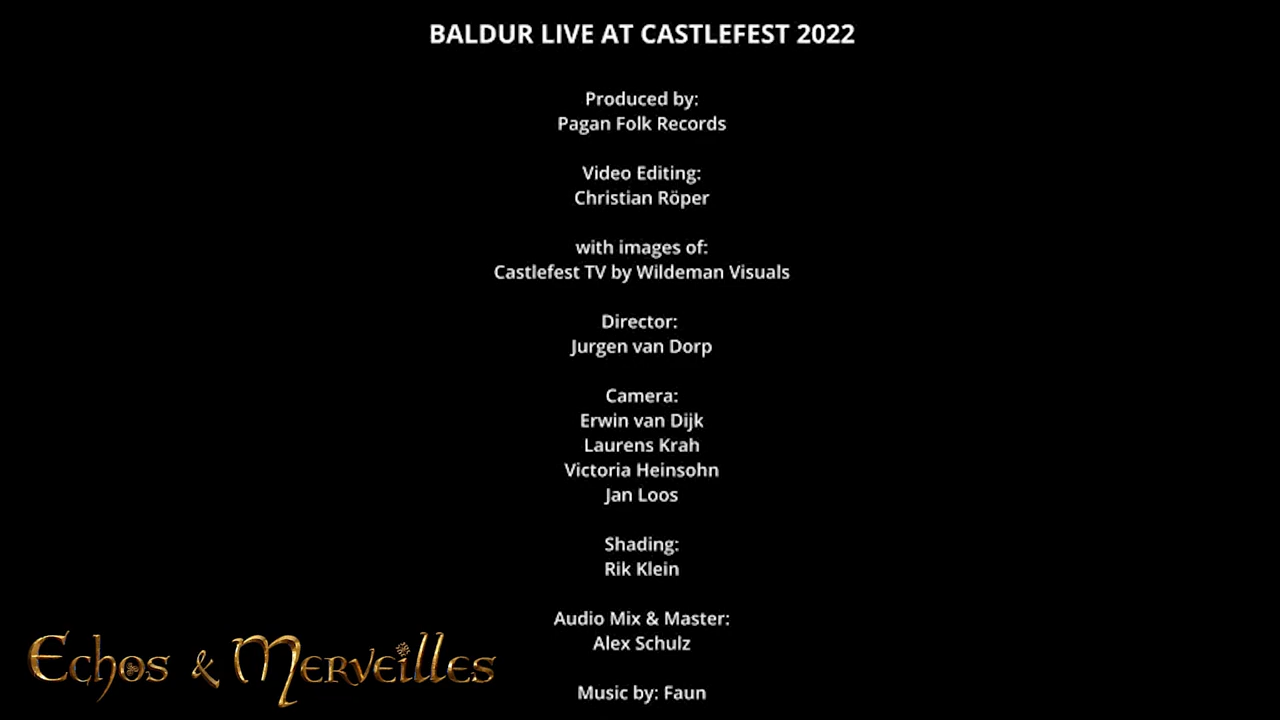 BALDUR LIVE AT CASTLEFEST 2022
Produced by:
Pagan Folk Records
Video Editing:
Christian Röper
with images of:
Castlefest TV by Wildeman Visuals
Director:
Jurgen van Dorp
Camera:
Erwin van Dijk
Laurens Krah
Victoria Heinsohn
Jan Loos
Shading:
Rik Klein
Audio Mix & Master:
Alex Schulz
Music by: Faun
Echos & Merveilles